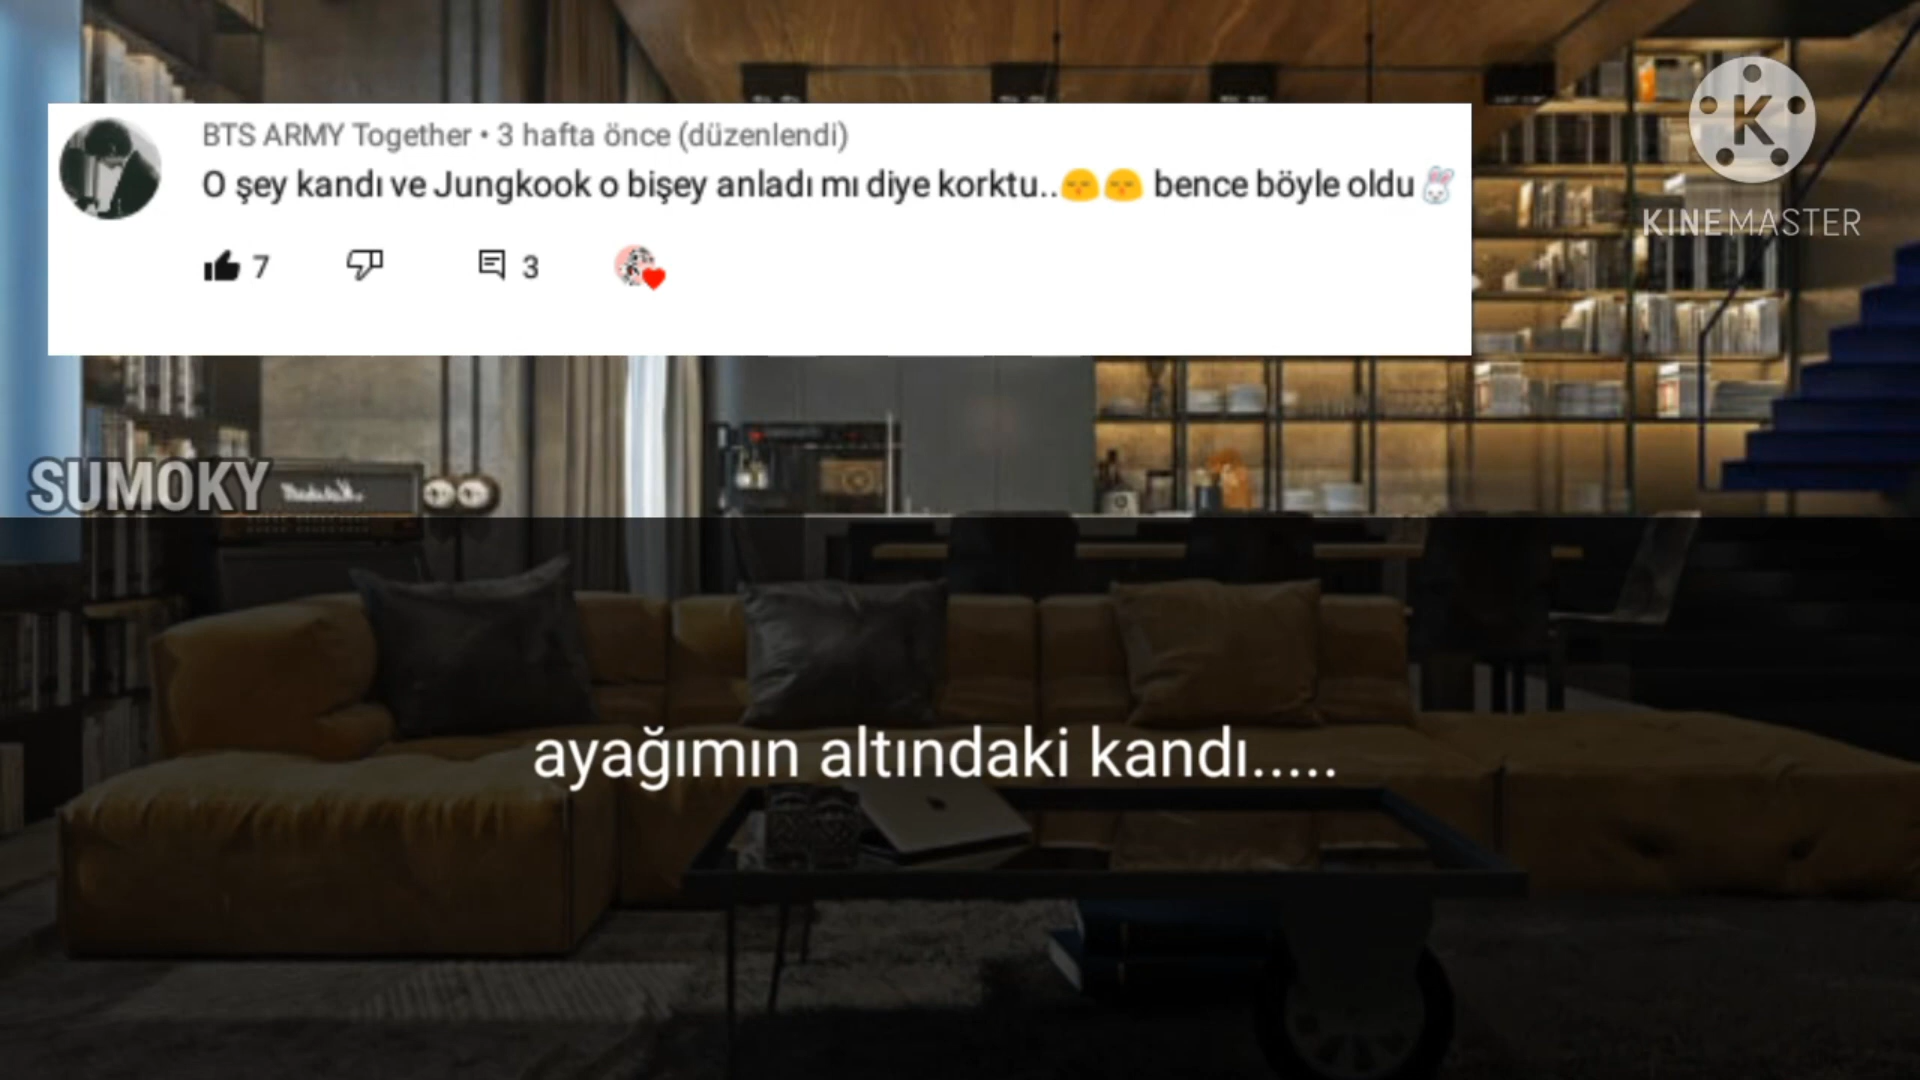 BTS ARMY Together • 3 hafta önce (düzenlendi)
O şey kandı ve Jungkook o bişey anladı mı diye korktu..😌😌 bence böyle oldu🐰
7
3
K
KINEMASTER
SUMOKY
ayağımın altındaki kandı.....